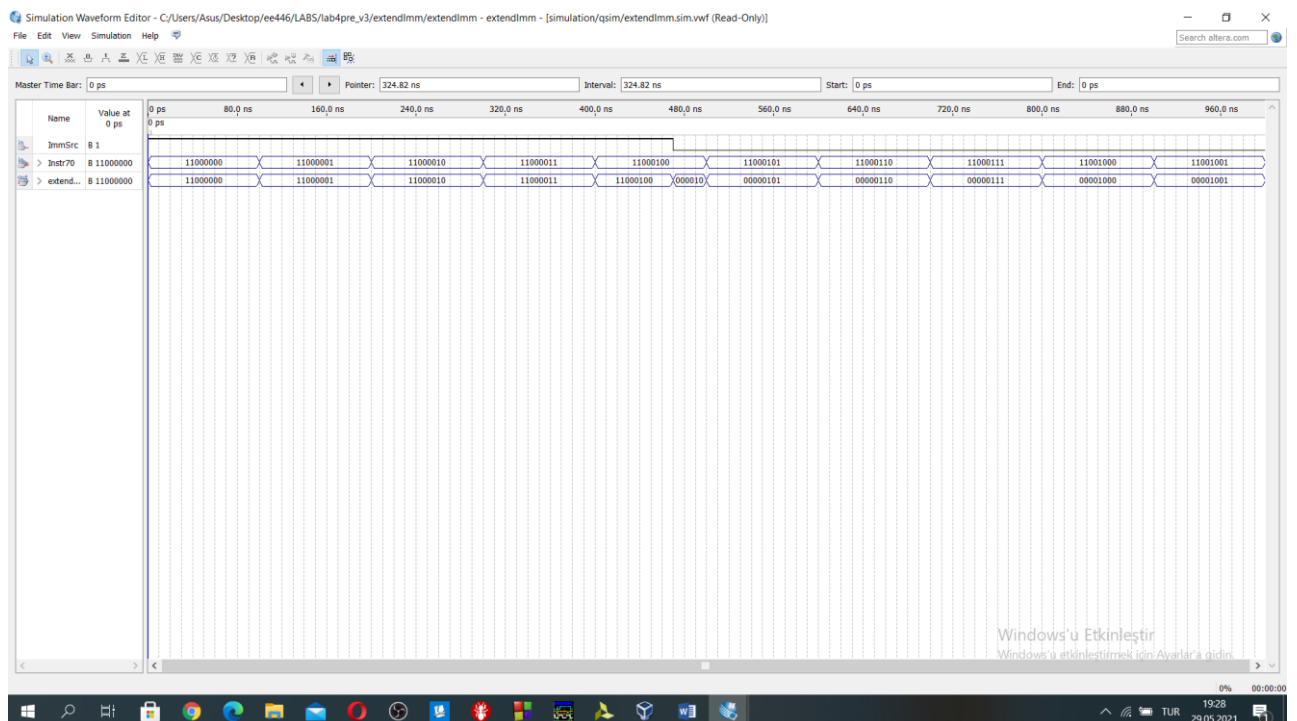 Simulation Waveform Editor - C:/Users/Asus/Desktop/ee446/LABS/lab4pre_v3/extendImm/extendImm - extendImm - [simulation/qsim/extendImm.sim.vwf (Read-Only)]
File Edit View Simulation Help
Search altera.com
Master Time Bar: 0 ps Pointer: 324.82 ns Interval: 324.82 ns Start: 0 ps End: 0 ps
Name Value at 0 ps
0 ps 80.0 ns 160.0 ns 240.0 ns 320.0 ns 400.0 ns 480.0 ns 560.0 ns 640.0 ns 720.0 ns 800.0 ns 880.0 ns 960.0 ns
0 ps
ImmSrc B 1
> Instr70 B 11000000 11000000 11000001 11000010 11000011 11000100 11000101 11000110 11000111 11001000 11001001
> extend... B 11000000 11000000 11000001 11000010 11000011 11000100 000010 00000101 00000110 00000111 00001000 00001001
Windows'u Etkinleştir
Windows'u etkinleştirmek için Ayarlar'a gidin.
0% 00:00:00
TUR 19:28
29.05.2021